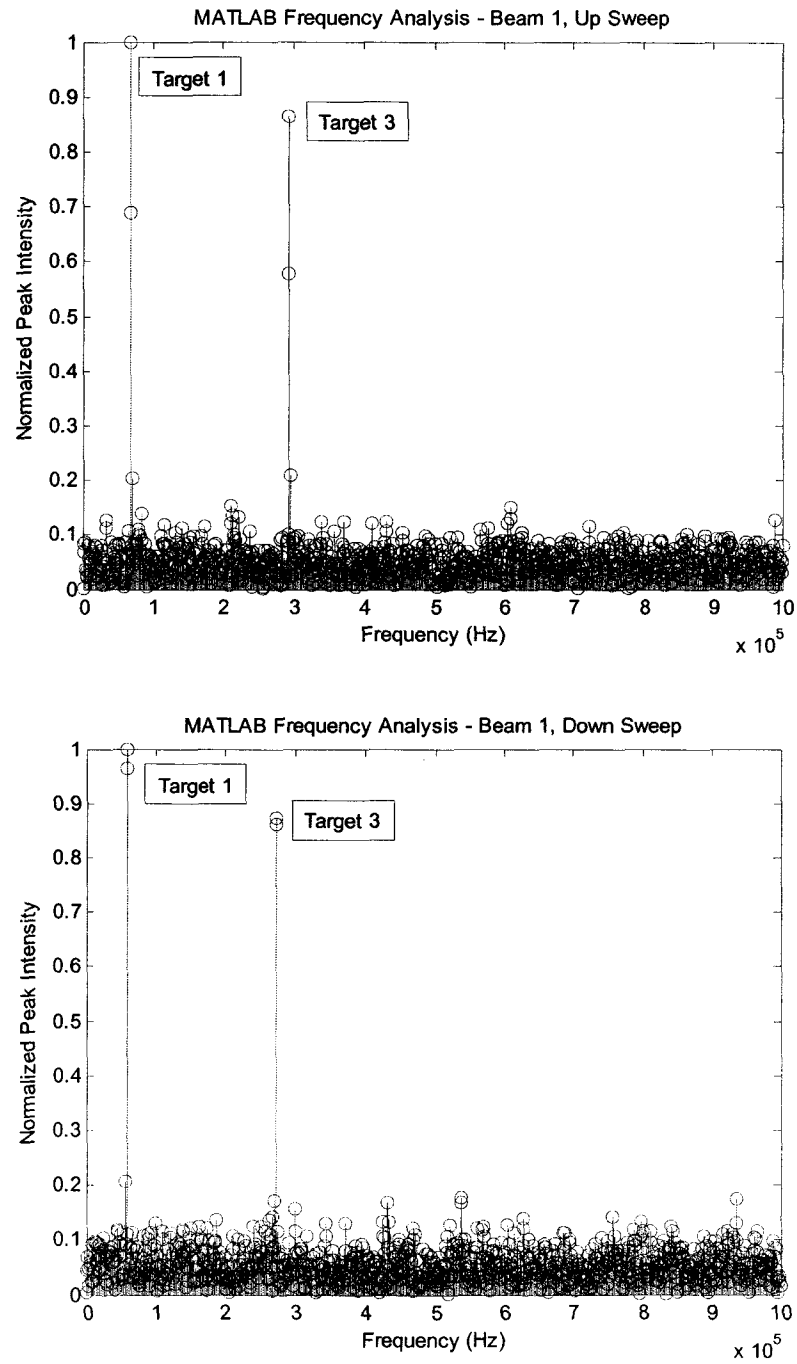 MATLAB Frequency Analysis - Beam 1, Up Sweep
1
0.9
0.8
0.7
0.6
0.5
0.4
0.3
0.2
0.1
0
Normalized Peak Intensity
Target 1
Target 3
0 1 2 3 4 5 6 7 8 9 10
Frequency (Hz)
x 10^5
MATLAB Frequency Analysis - Beam 1, Down Sweep
1
0.9
0.8
0.7
0.6
0.5
0.4
0.3
0.2
0.1
0
Normalized Peak Intensity
Target 1
Target 3
0 1 2 3 4 5 6 7 8 9 10
Frequency (Hz)
x 10^5